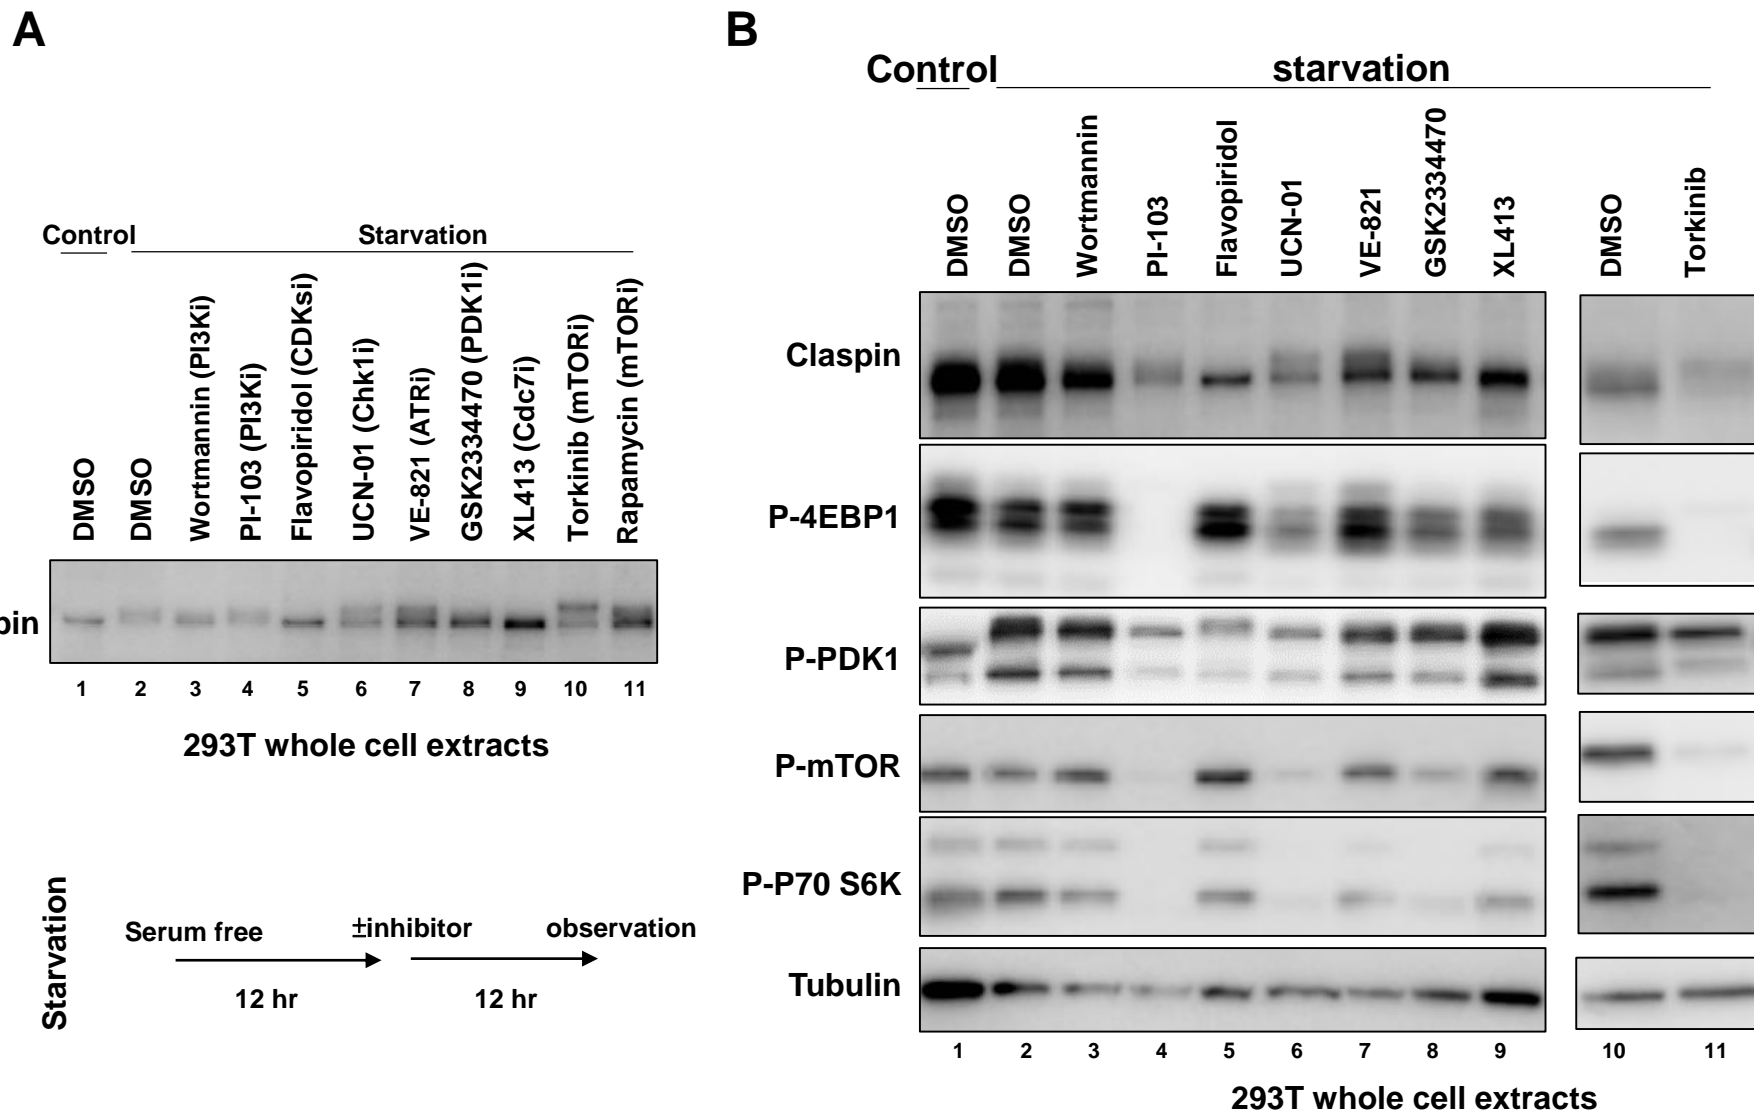 A
Control Starvation
DMSO
DMSO
Wortmannin (PI3Ki)
PI-103 (PI3Ki)
Flavopiridol (CDKsi)
UCN-01 (Chk1i)
VE-821 (ATRi)
GSK2334470 (PDK1i)
XL413 (Cdc7i)
Torkinib (mTORi)
Rapamycin (mTORi)
pin
1 2 3 4 5 6 7 8 9 10 11
293T whole cell extracts
Starvation
Serum free ±inhibitor observation
12 hr 12 hr
B
Control starvation
DMSO
DMSO
Wortmannin
PI-103
Flavopiridol
UCN-01
VE-821
GSK2334470
XL413
DMSO
Torkinib
Claspin
P-4EBP1
P-PDK1
P-mTOR
P-P70 S6K
Tubulin
1 2 3 4 5 6 7 8 9 10 11
293T whole cell extracts